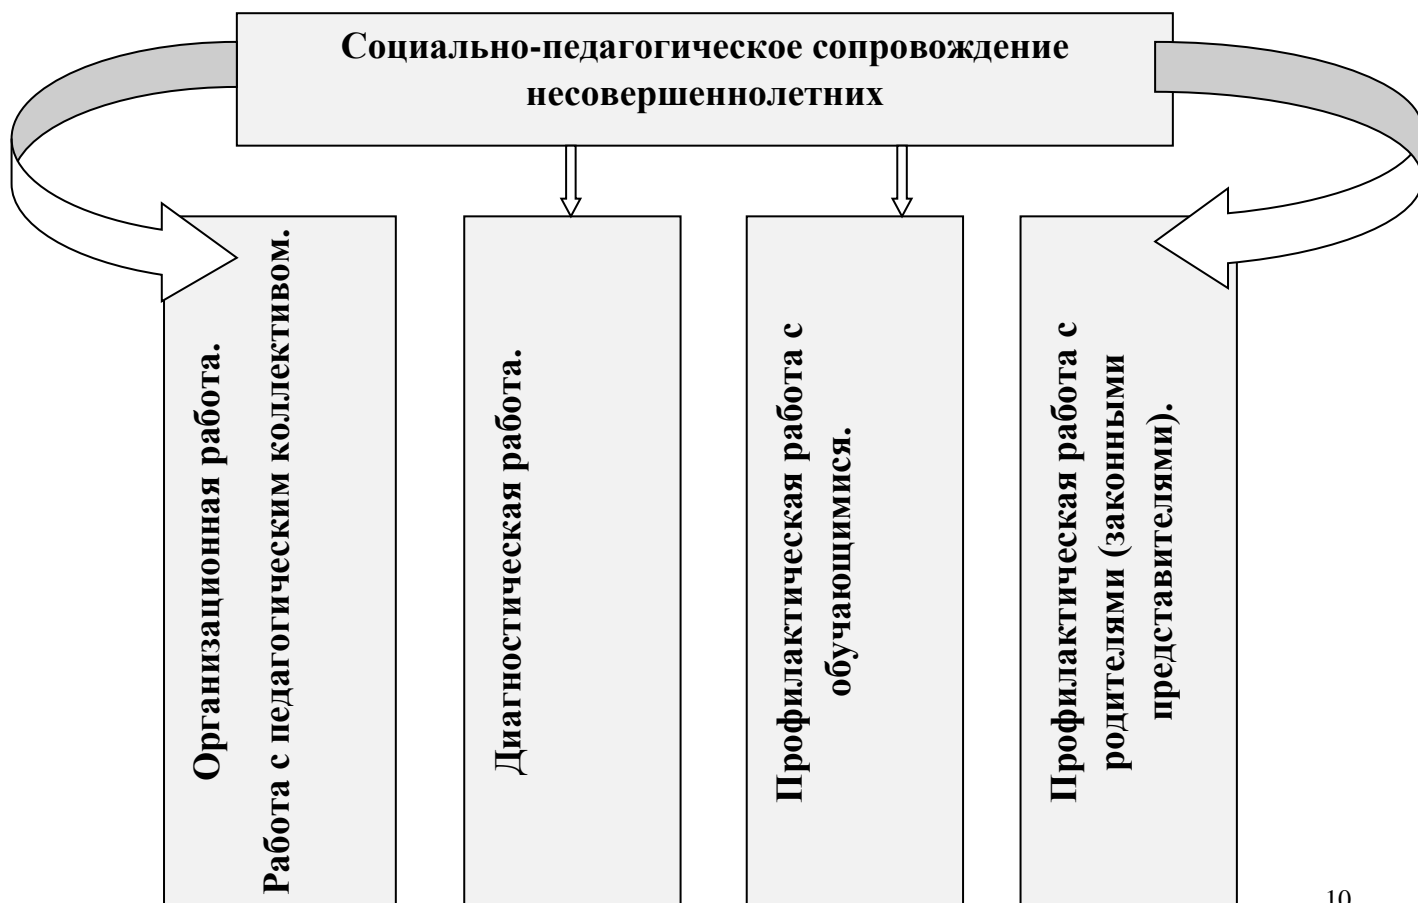 Социально-педагогическое сопровождение
несовершеннолетних
Организационная работа.
Работа с педагогическим коллективом.
Диагностическая работа.
Профилактическая работа с
обучающимися.
Профилактическая работа с
родителями (законными
представителями).
10